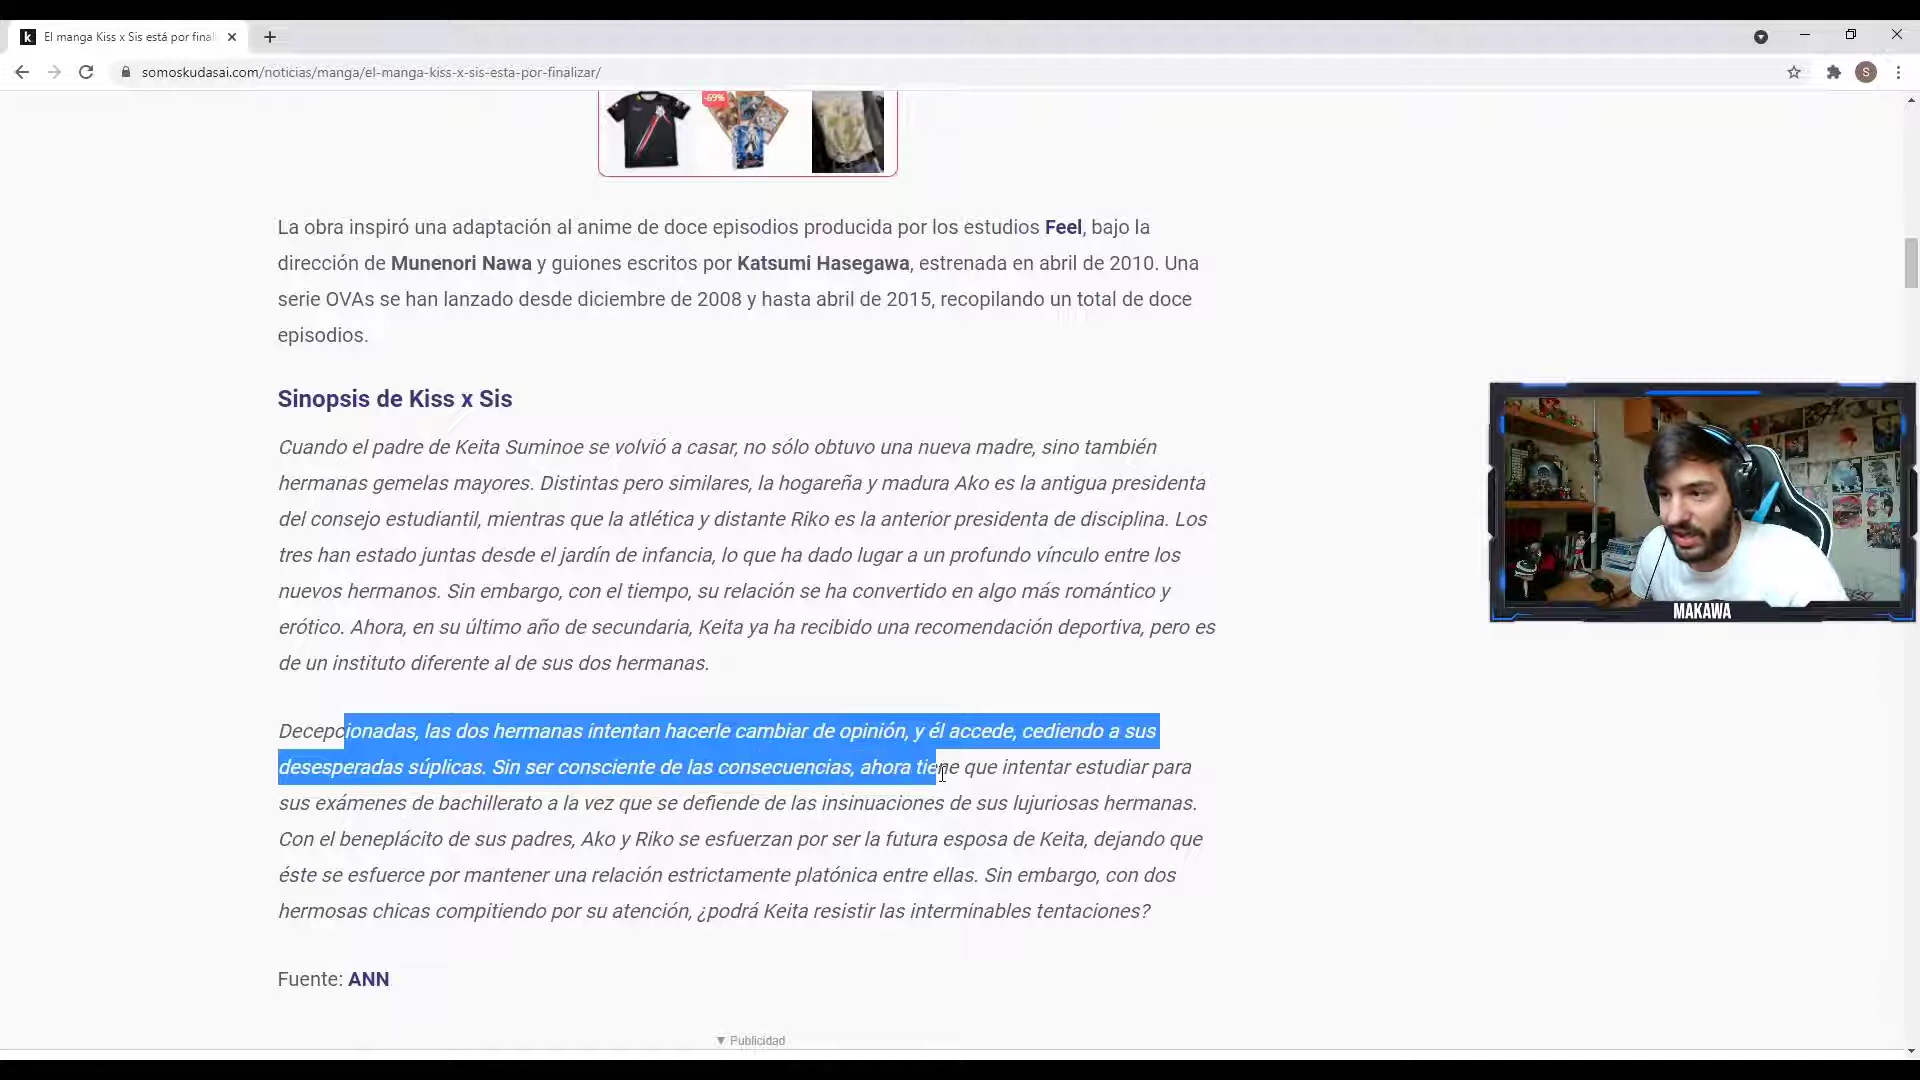 k El manga Kiss x Sis está por final
somoskudasai.com/noticias/manga/el-manga-kiss-x-sis-esta-por-finalizar/
S
-69%
La obra inspiró una adaptación al anime de doce episodios producida por los estudios Feel, bajo la
dirección de Munenori Nawa y guiones escritos por Katsumi Hasegawa, estrenada en abril de 2010. Una
serie OVAs se han lanzado desde diciembre de 2008 y hasta abril de 2015, recopilando un total de doce
episodios.
Sinopsis de Kiss x Sis
Cuando el padre de Keita Suminoe se volvió a casar, no sólo obtuvo una nueva madre, sino también
hermanas gemelas mayores. Distintas pero similares, la hogareña y madura Ako es la antigua presidenta
del consejo estudiantil, mientras que la atlética y distante Riko es la anterior presidenta de disciplina. Los
tres han estado juntas desde el jardín de infancia, lo que ha dado lugar a un profundo vínculo entre los
nuevos hermanos. Sin embargo, con el tiempo, su relación se ha convertido en algo más romántico y
erótico. Ahora, en su último año de secundaria, Keita ya ha recibido una recomendación deportiva, pero es
de un instituto diferente al de sus dos hermanas.
Decepcionadas, las dos hermanas intentan hacerle cambiar de opinión, y él accede, cediendo a sus
desesperadas súplicas. Sin ser consciente de las consecuencias, ahora tiene que intentar estudiar para
sus exámenes de bachillerato a la vez que se defiende de las insinuaciones de sus lujuriosas hermanas.
Con el beneplácito de sus padres, Ako y Riko se esfuerzan por ser la futura esposa de Keita, dejando que
éste se esfuerce por mantener una relación estrictamente platónica entre ellas. Sin embargo, con dos
hermosas chicas compitiendo por su atención, ¿podrá Keita resistir las interminables tentaciones?
Fuente: ANN
▼ Publicidad
MAKAWA